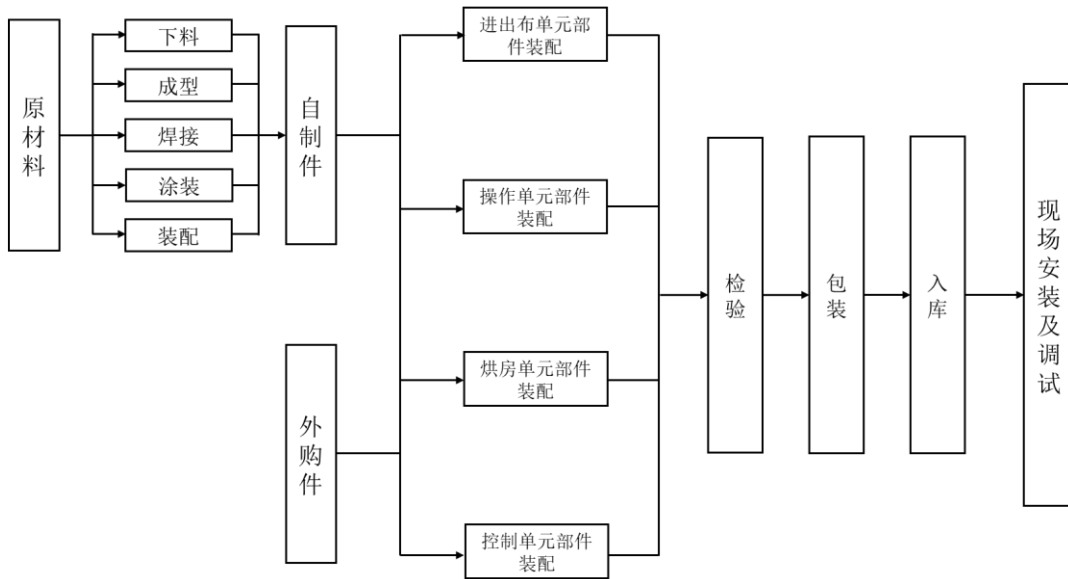 原材料
下料
成型
焊接
涂装
装配
自制件
外购件
进出布单元部
件装配
操作单元部件
装配
烘房单元部件
装配
控制单元部件
装配
检验
包装
入库
现场安装及调试